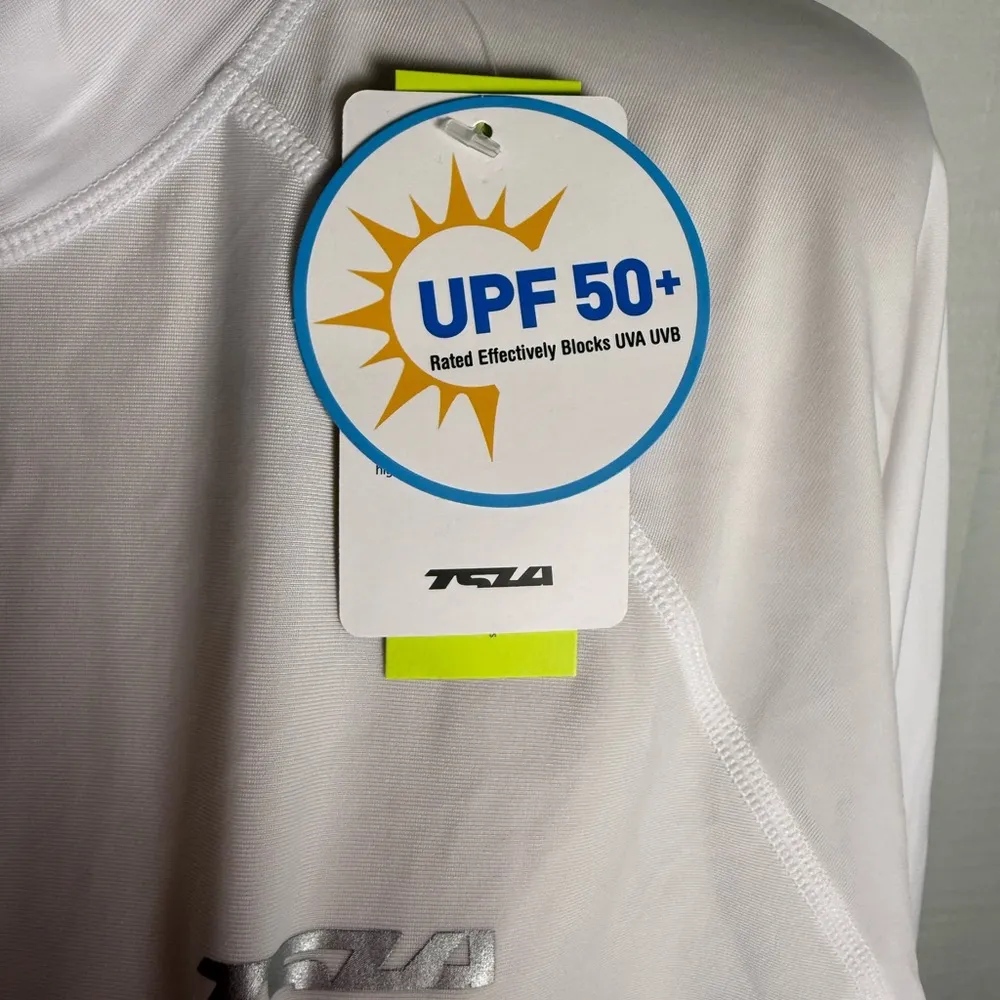 UPF 50+
Rated Effectively Blocks UVA UVB
TSLA
TSLA